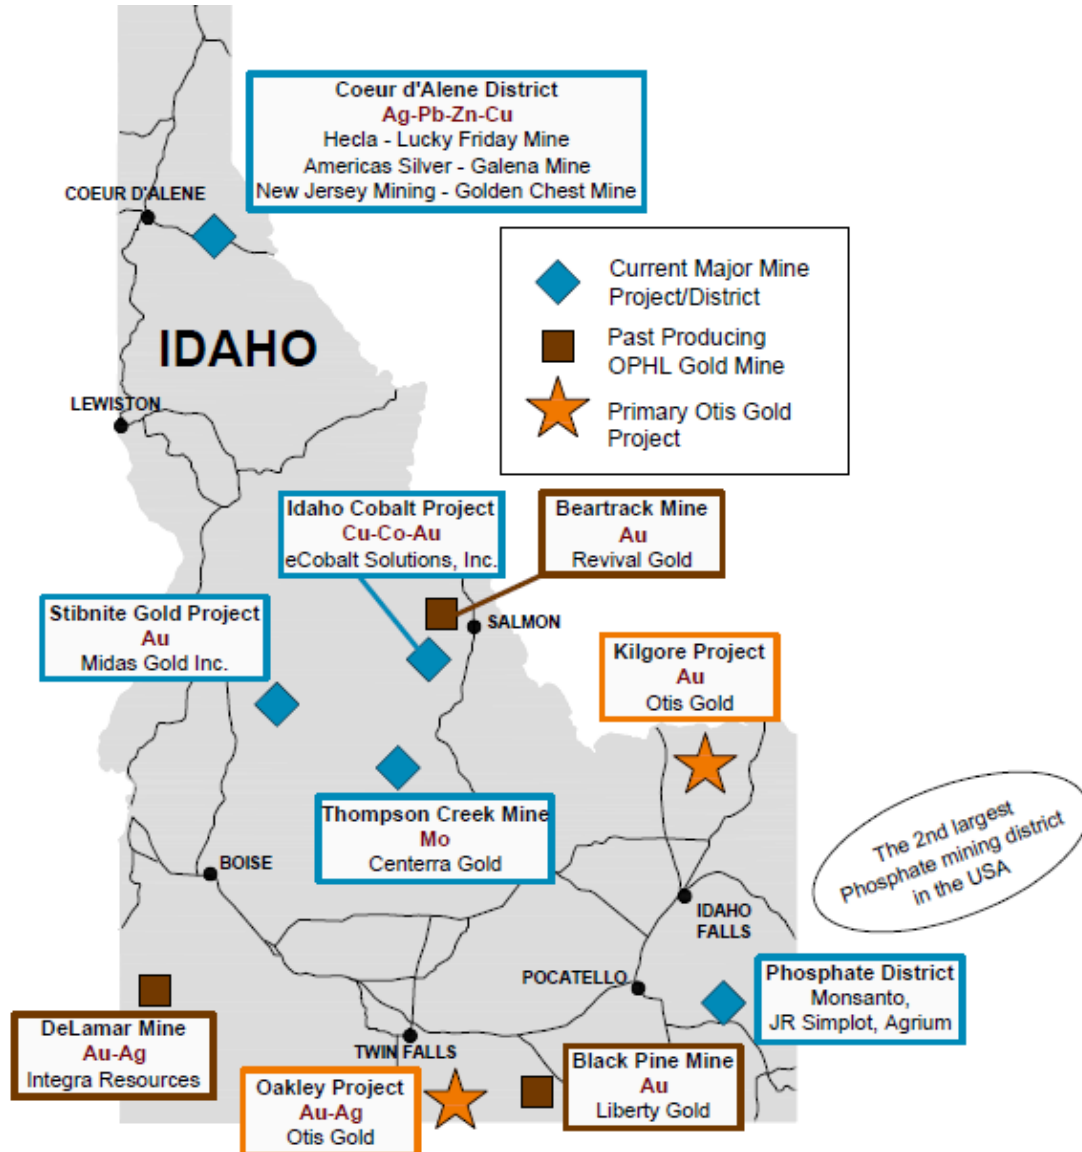 Coeur d'Alene District
Ag-Pb-Zn-Cu
Hecla - Lucky Friday Mine
Americas Silver - Galena Mine
New Jersey Mining - Golden Chest Mine
COEUR D'ALENE
Current Major Mine
Project/District
Past Producing
OPHL Gold Mine
Primary Otis Gold
Project
IDAHO
LEWISTON
Idaho Cobalt Project
Cu-Co-Au
eCobalt Solutions, Inc.
Beartrack Mine
Au
Revival Gold
Stibnite Gold Project
Au
Midas Gold Inc.
SALMON
Kilgore Project
Au
Otis Gold
Thompson Creek Mine
Mo
Centerra Gold
The 2nd largest
Phosphate mining district
in the USA
BOISE
IDAHO
FALLS
POCATELLO
Phosphate District
Monsanto,
JR Simplot, Agrium
DeLamar Mine
Au-Ag
Integra Resources
TWIN FALLS
Oakley Project
Au-Ag
Otis Gold
Black Pine Mine
Au
Liberty Gold